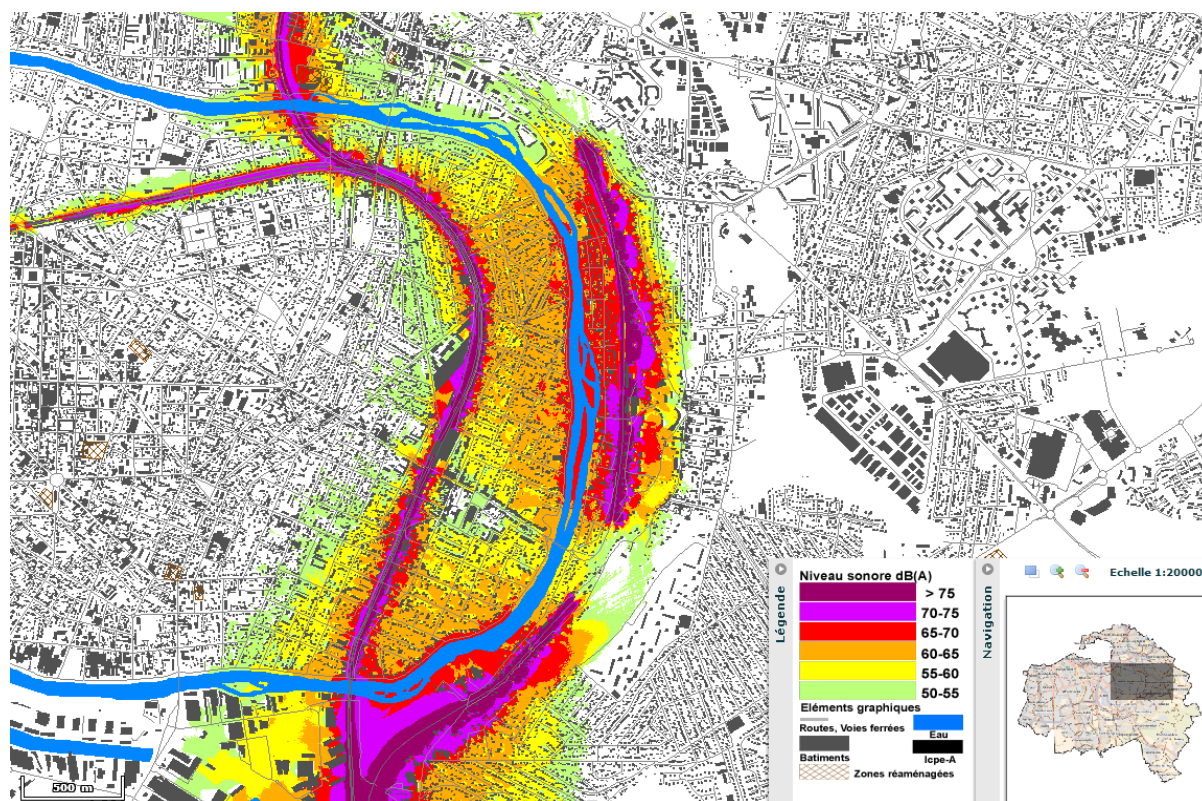 500 m
Légende
Niveau sonore dB(A)
> 75
70-75
65-70
60-65
55-60
50-55
Eléments graphiques
Routes, Voies ferrées
Eau
Batiments
Icpe-A
Zones réaménagées
Navigation
Echelle 1:20000